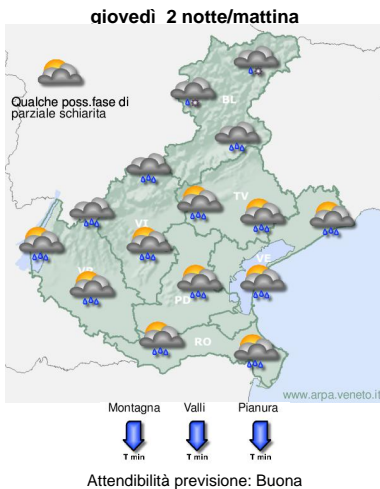 giovedì 2 notte/mattina
Qualche poss.fase di
parziale schiarita
BL
TV
VI
VE
VR
PD
RO
www.arpa.veneto.it
Montagna Valli Pianura
T min T min T min
Attendibilità previsione: Buona